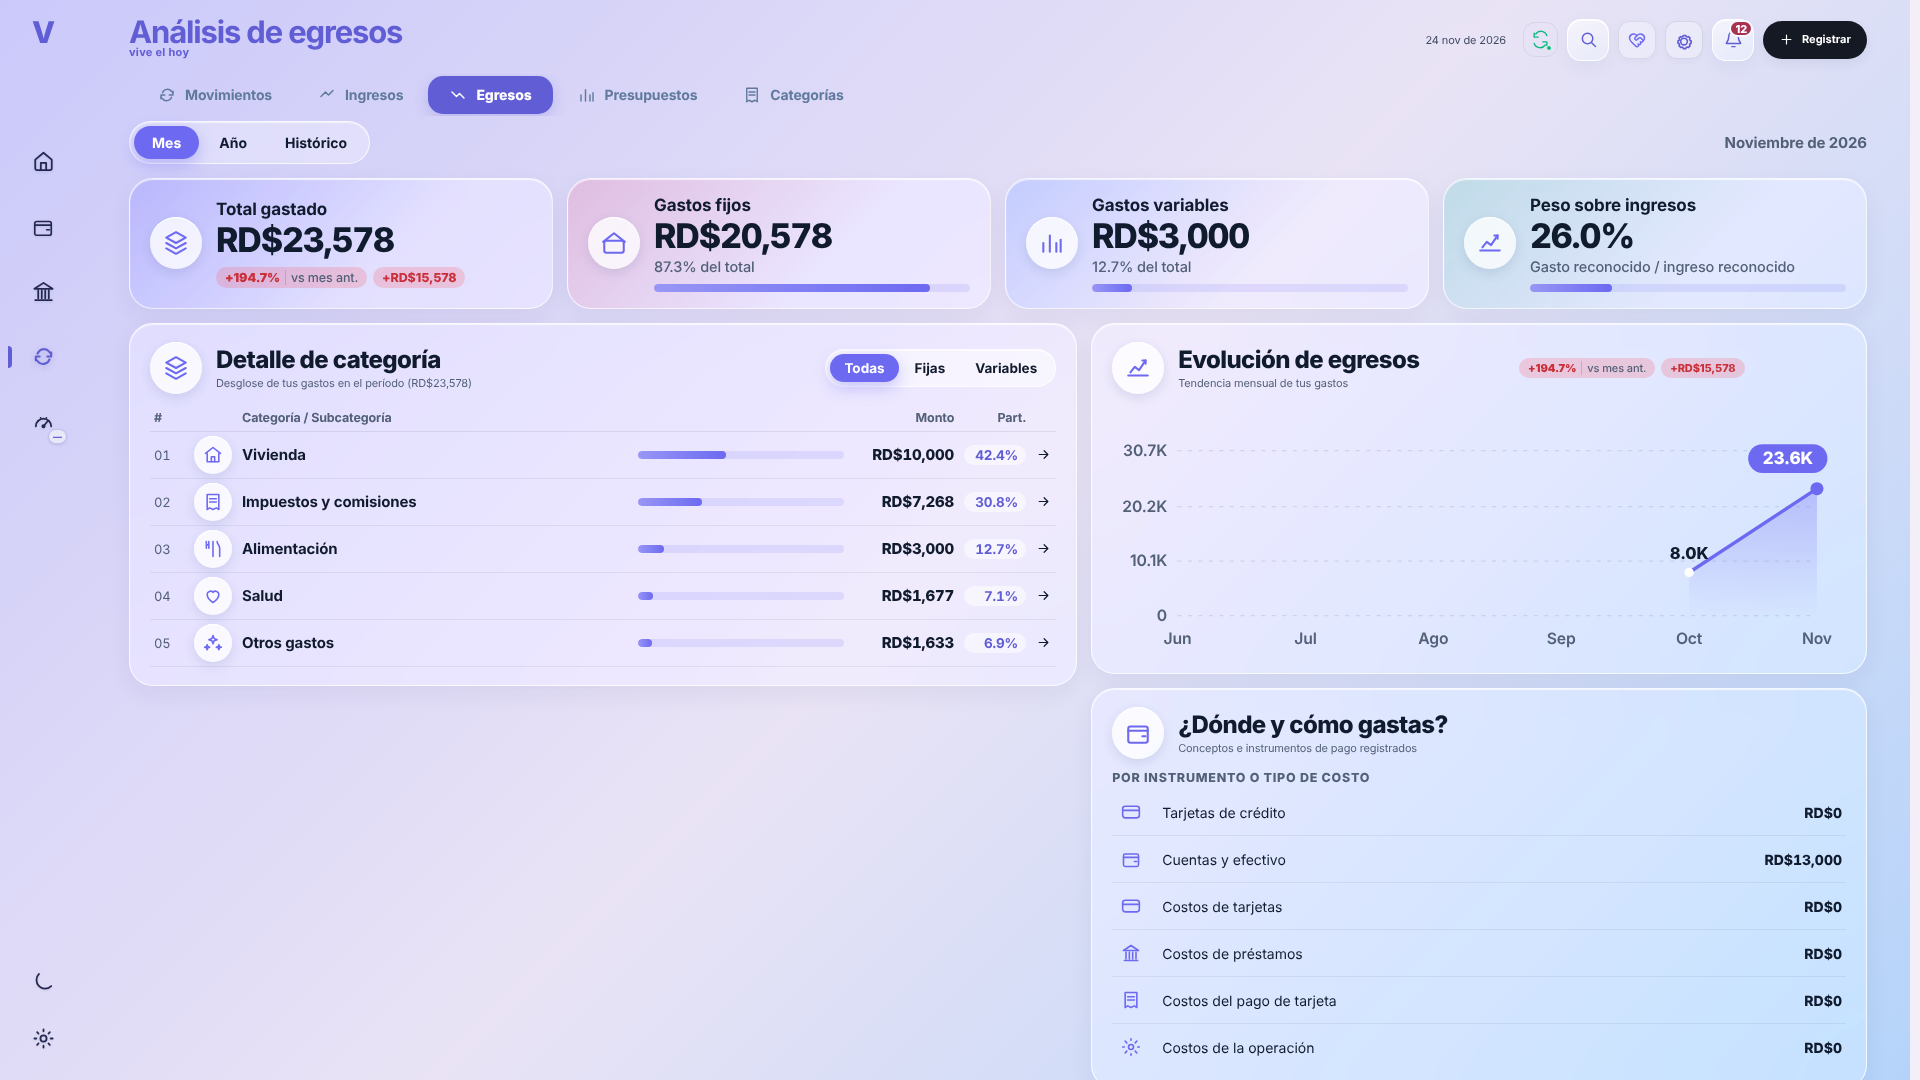 V
Análisis de egresos
vive el hoy
24 nov de 2026
12
Registrar
Movimientos
Ingresos
Egresos
Presupuestos
Categorías
Mes
Año
Histórico
Noviembre de 2026
Total gastado
RD$23,578
+194.7% vs mes ant. +RD$15,578
Gastos fijos
RD$20,578
87.3% del total
Gastos variables
RD$3,000
12.7% del total
Peso sobre ingresos
26.0%
Gasto reconocido / ingreso reconocido
Detalle de categoría
Desglose de tus gastos en el período (RD$23,578)
Todas
Fijas
Variables
# Categoría / Subcategoría Monto Part.
01 Vivienda RD$10,000 42.4%
02 Impuestos y comisiones RD$7,268 30.8%
03 Alimentación RD$3,000 12.7%
04 Salud RD$1,677 7.1%
05 Otros gastos RD$1,633 6.9%
Evolución de egresos
Tendencia mensual de tus gastos
+194.7% vs mes ant. +RD$15,578
30.7K
20.2K
10.1K
0
23.6K
8.0K
Jun Jul Ago Sep Oct Nov
¿Dónde y cómo gastas?
Conceptos e instrumentos de pago registrados
POR INSTRUMENTO O TIPO DE COSTO
Tarjetas de crédito RD$0
Cuentas y efectivo RD$13,000
Costos de tarjetas RD$0
Costos de préstamos RD$0
Costos del pago de tarjeta RD$0
Costos de la operación RD$0